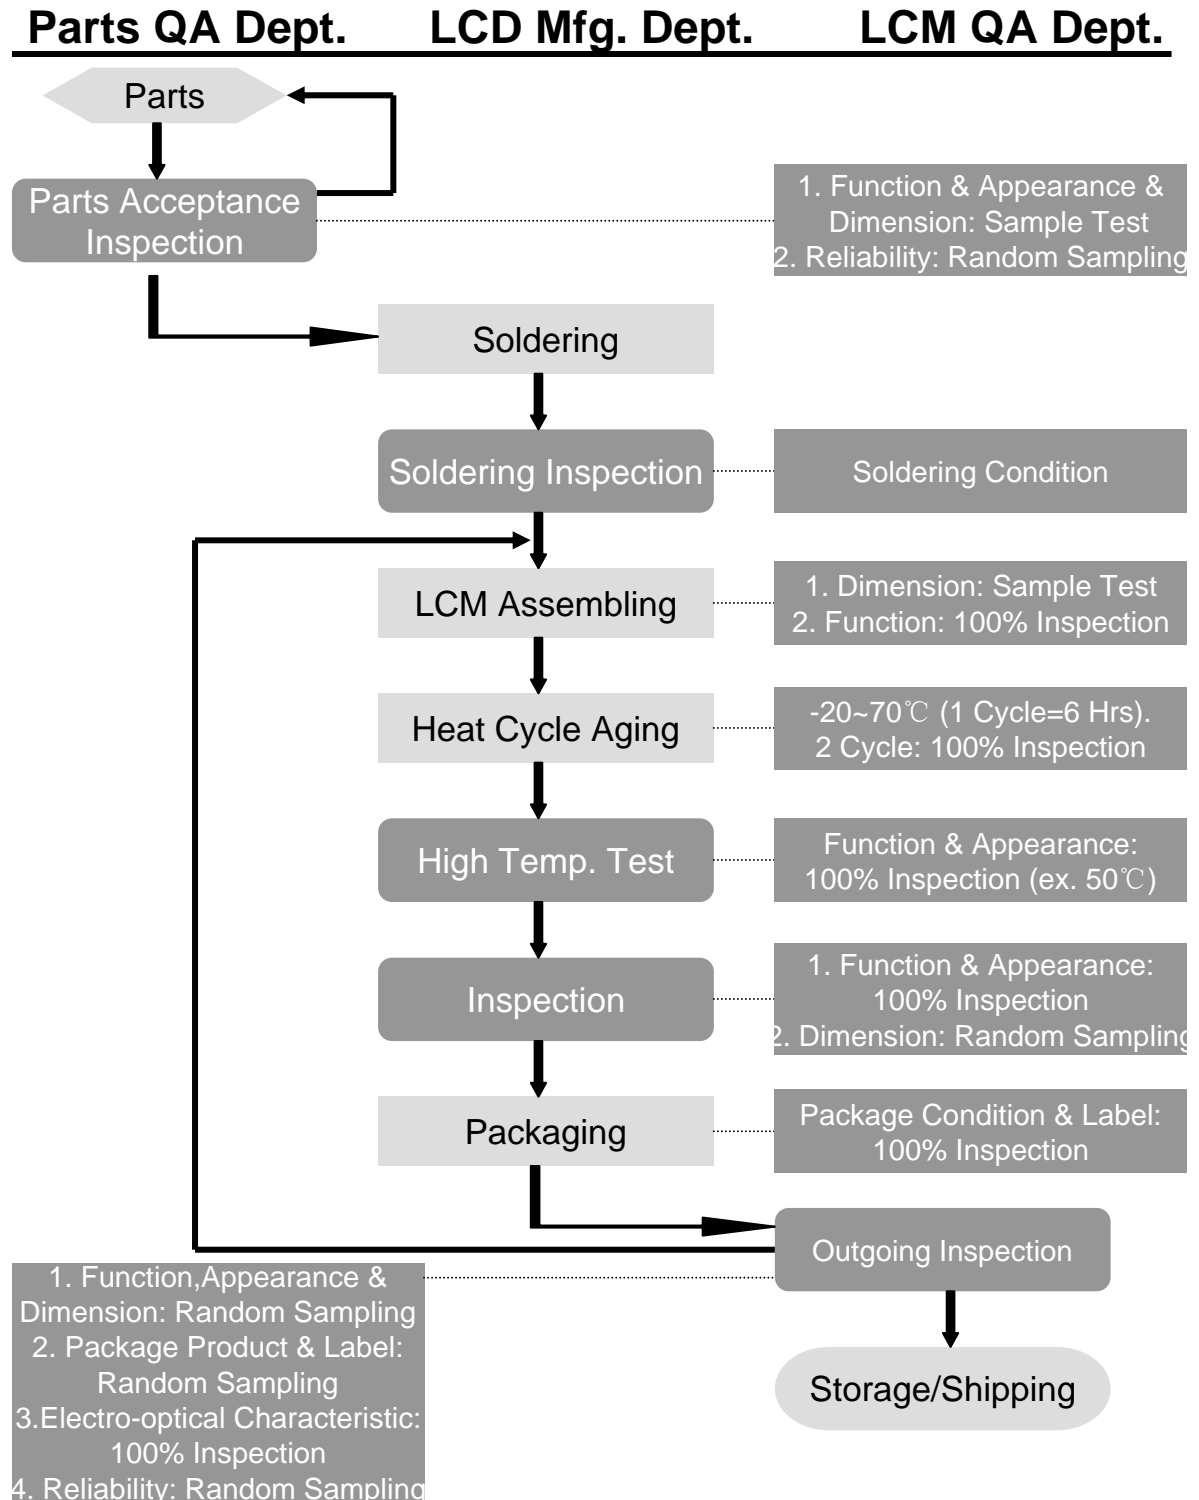 Parts QA Dept. LCD Mfg. Dept. LCM QA Dept.
Parts
Parts Acceptance
Inspection
1. Function & Appearance &
Dimension: Sample Test
2. Reliability: Random Sampling
Soldering
Soldering Inspection
Soldering Condition
LCM Assembling
1. Dimension: Sample Test
2. Function: 100% Inspection
Heat Cycle Aging
-20~70℃ (1 Cycle=6 Hrs).
2 Cycle: 100% Inspection
High Temp. Test
Function & Appearance:
100% Inspection (ex. 50℃)
Inspection
1. Function & Appearance:
100% Inspection
2. Dimension: Random Sampling
Packaging
Package Condition & Label:
100% Inspection
Outgoing Inspection
1. Function,Appearance &
Dimension: Random Sampling
2. Package Product & Label:
Random Sampling
3.Electro-optical Characteristic:
100% Inspection
4. Reliability: Random Sampling
Storage/Shipping